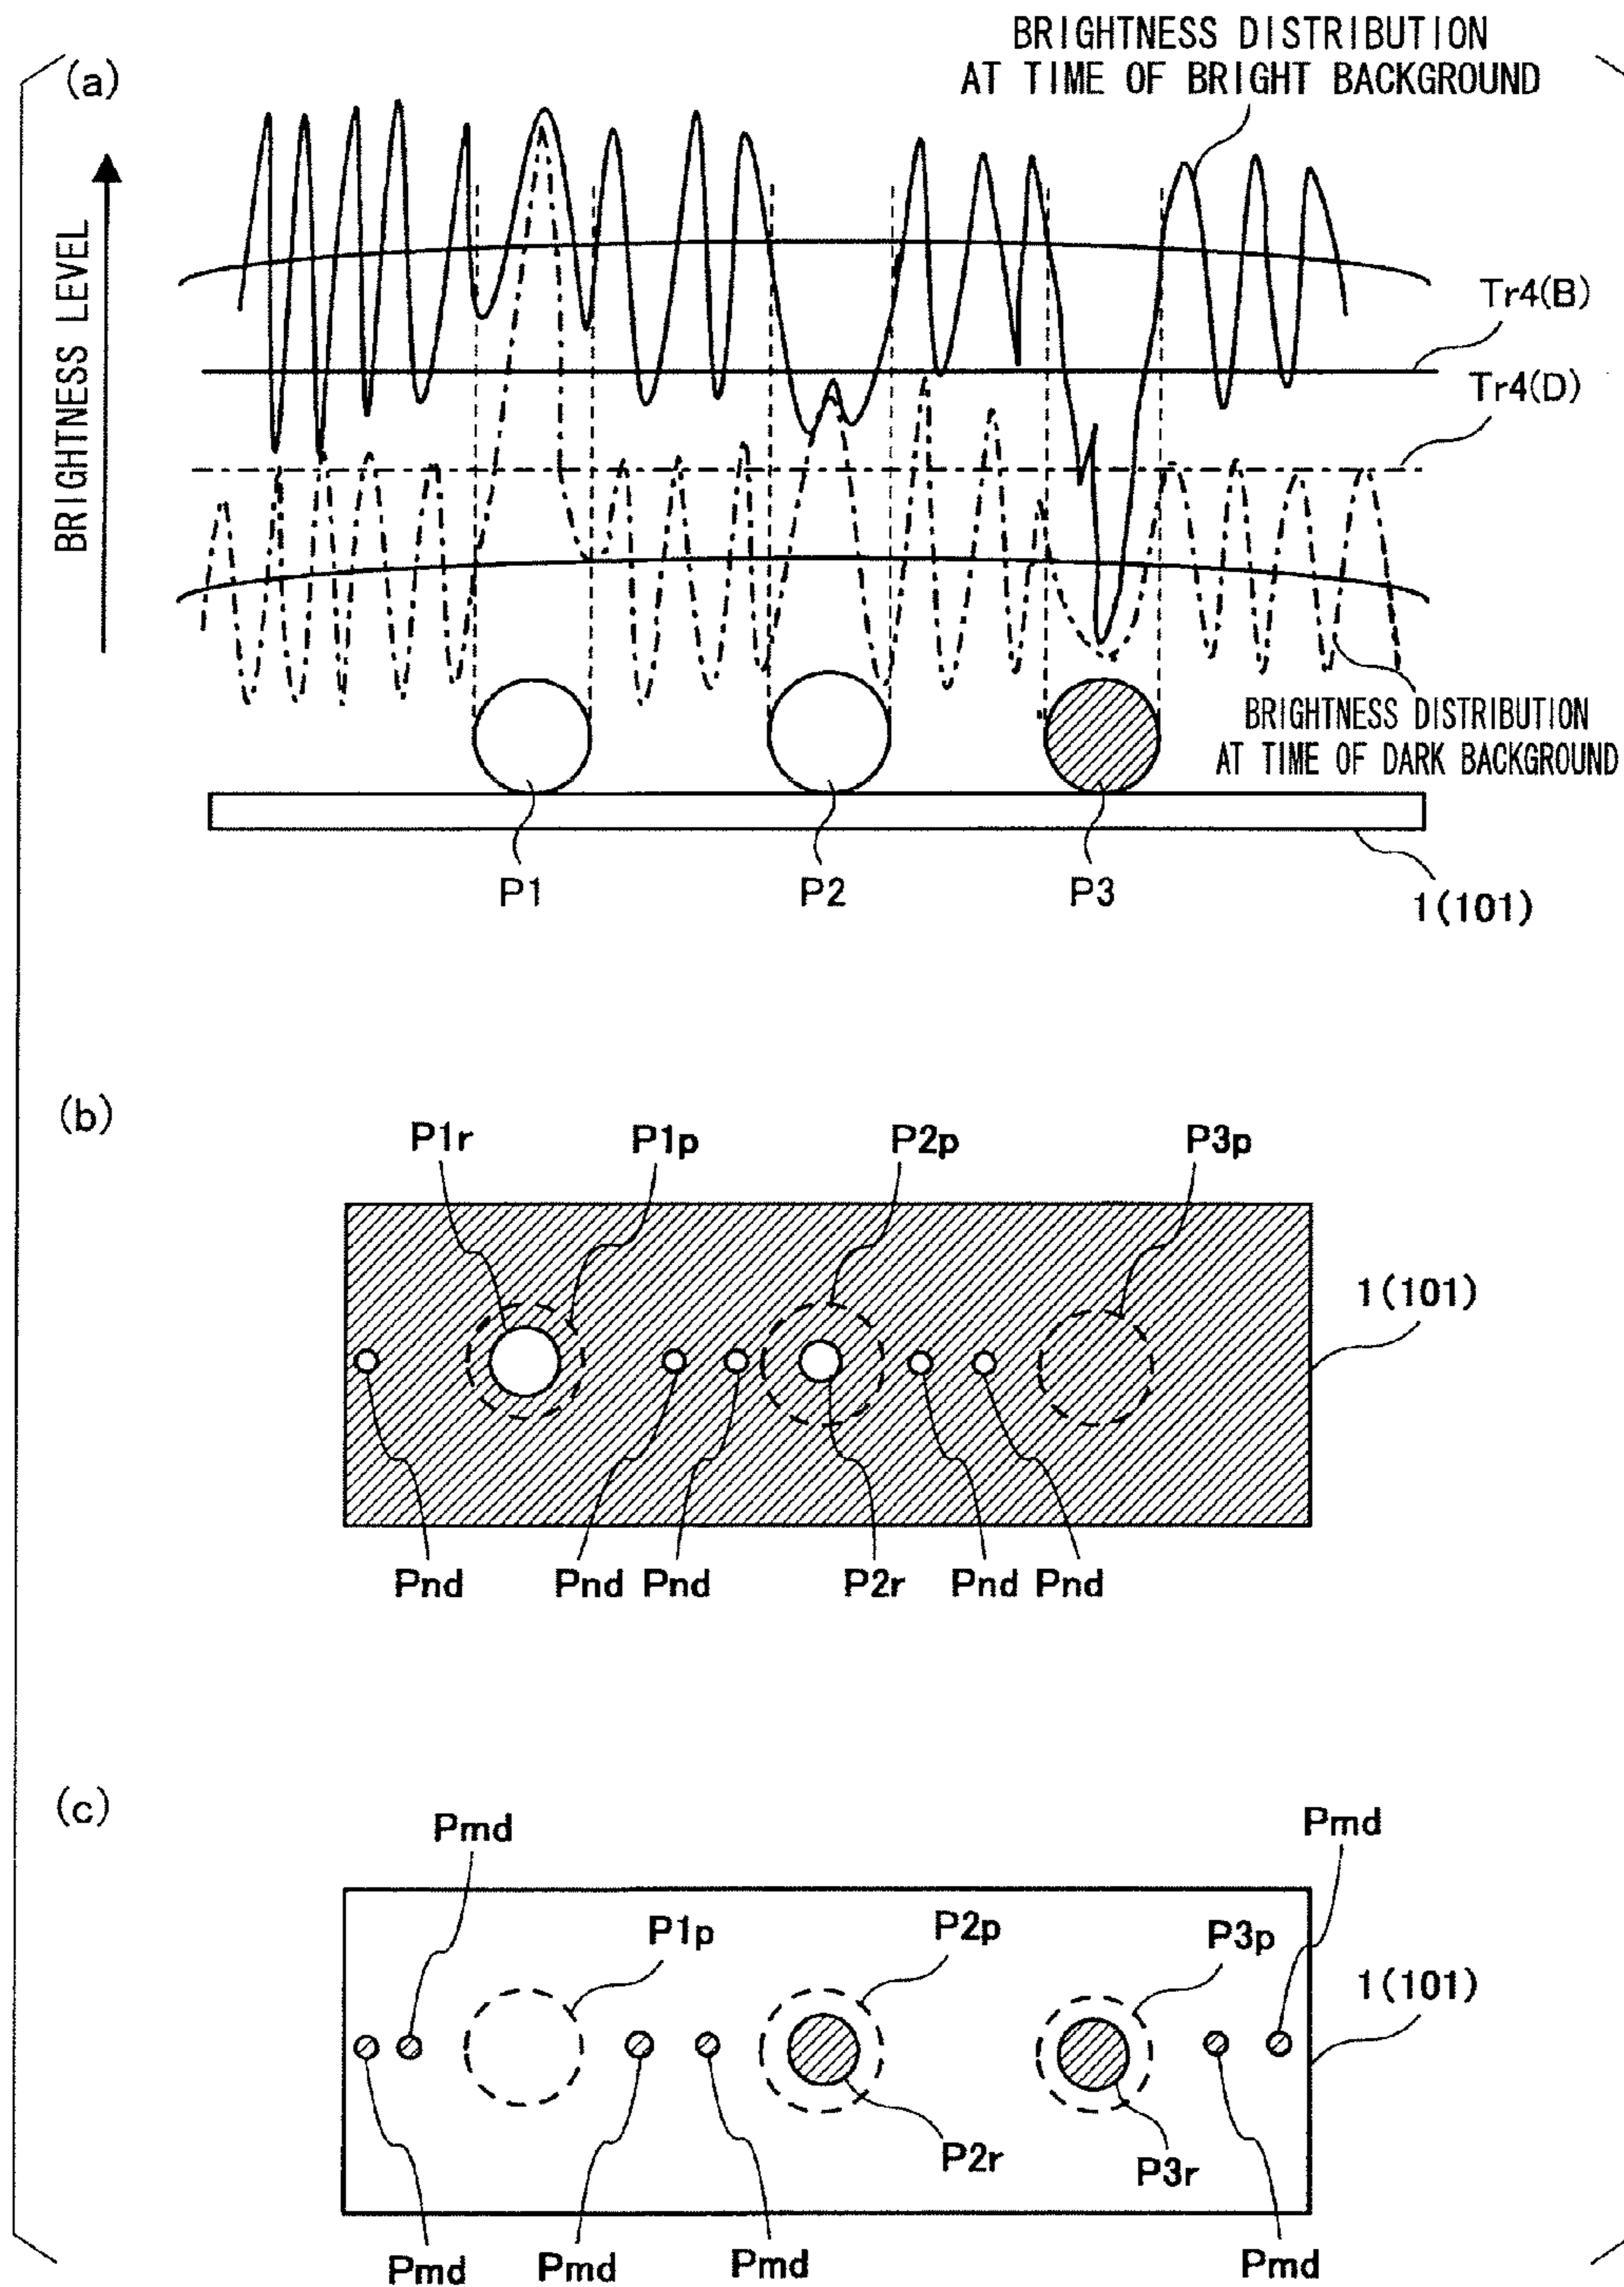 (a)
BRIGHTNESS DISTRIBUTION
AT TIME OF BRIGHT BACKGROUND
BRIGHTNESS LEVEL
Tr4(B)
Tr4(D)
BRIGHTNESS DISTRIBUTION
AT TIME OF DARK BACKGROUND
P1
P2
P3
1(101)
(b)
P1r
P1p
P2p
P3p
1(101)
Pnd
Pnd
Pnd
P2r
Pnd
Pnd
(c)
Pmd
Pmd
P1p
P2p
P3p
1(101)
P2r
P3r
Pmd
Pmd
Pmd
Pmd